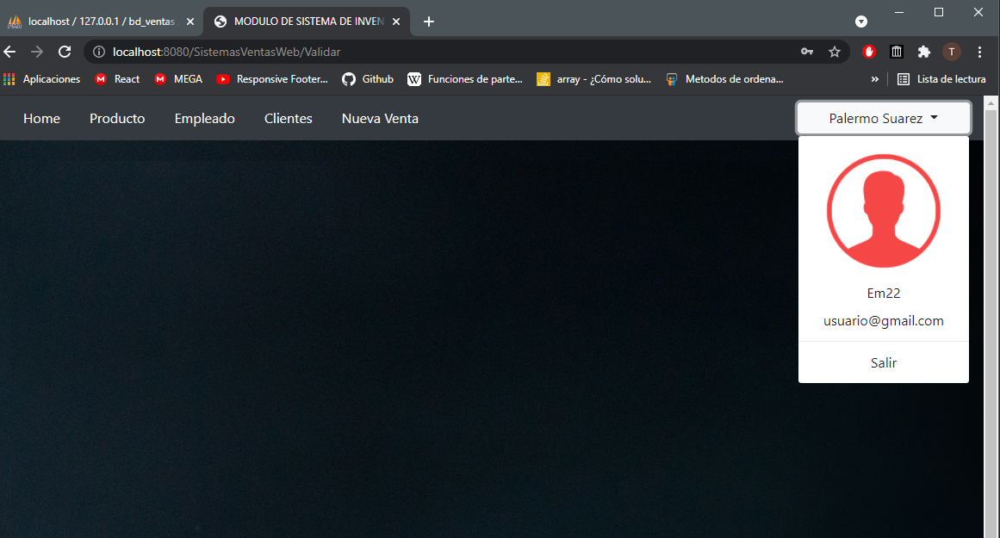 localhost / 127.0.0.1 / bd_ventas
MODULO DE SISTEMA DE INVEN
localhost:8080/SistemasVentasWeb/Validar
T
Aplicaciones
React
MEGA
Responsive Footer...
Github
Funciones de parte...
array - ¿Cómo solu...
Metodos de ordena...
»
Lista de lectura
Home
Producto
Empleado
Clientes
Nueva Venta
Palermo Suarez
Em22
usuario@gmail.com
Salir